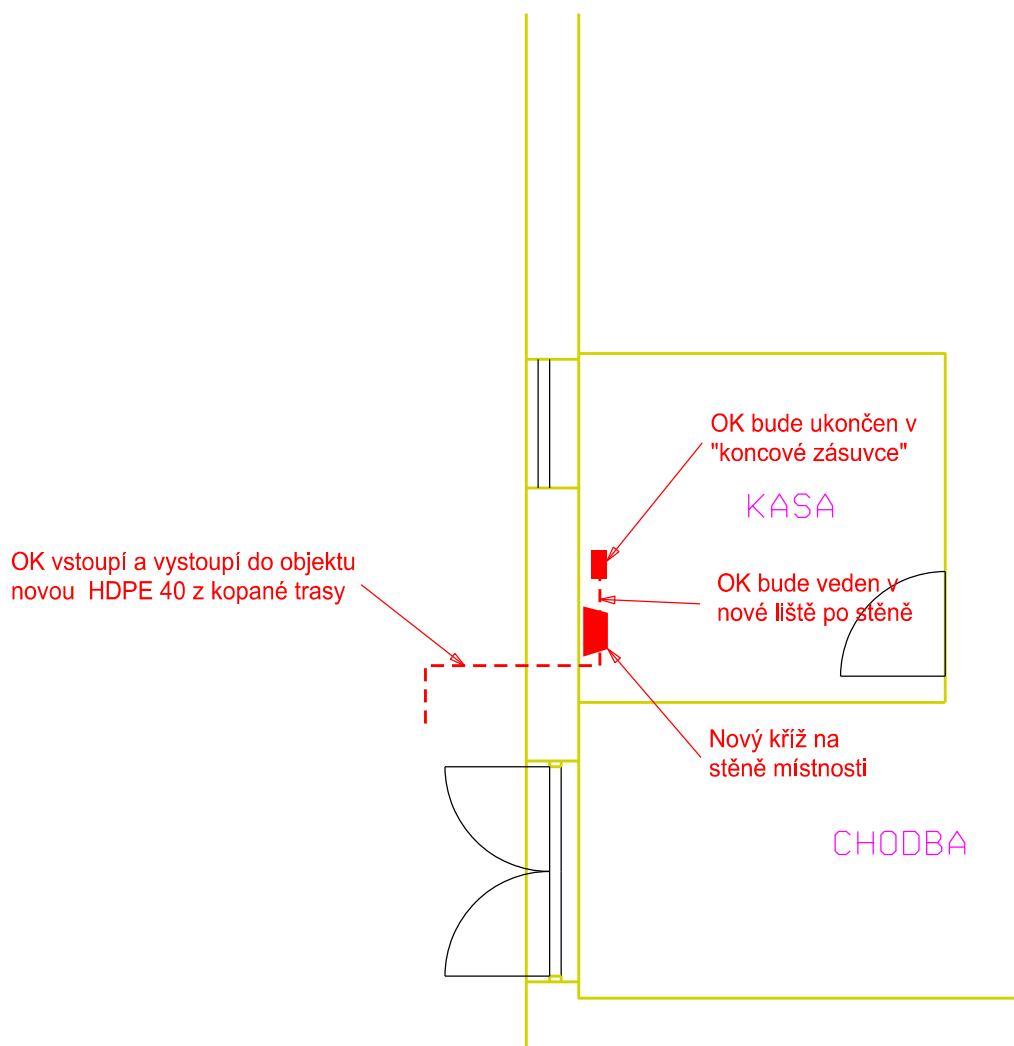 OK bude ukončen v
"koncové zásuvce"
KASA
OK vstoupí a vystoupí do objektu
novou  HDPE 40 z kopané trasy
OK bude veden v
nové liště po stěně
Nový kříž na
stěně místnosti
CHODBA